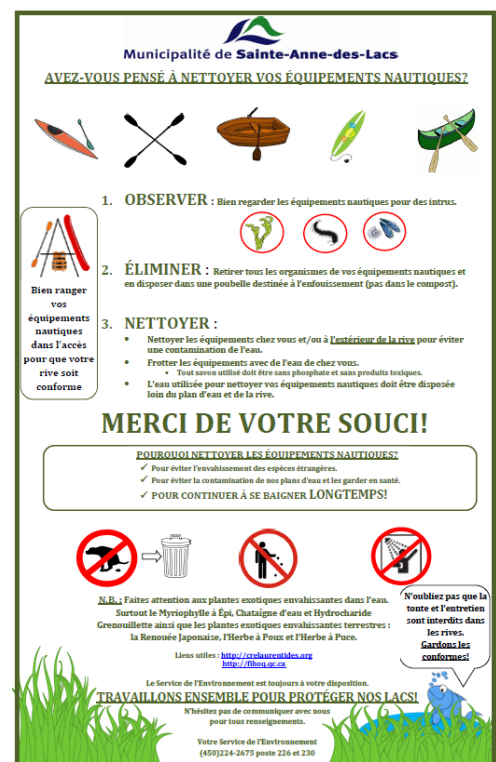 Municipalité de Sainte-Anne-des-Lacs
AVEZ-VOUS PENSÉ À NETTOYER VOS ÉQUIPEMENTS NAUTIQUES?
1. OBSERVER : Bien regarder les équipements nautiques pour des intrus.
Bien ranger
vos
équipements
nautiques
dans l'accès
pour que votre
rive soit
conforme
2. ÉLIMINER : Retirer tous les organismes de vos équipements nautiques et
en disposer dans une poubelle destinée à l'enfouissement (pas dans le compost).
3. NETTOYER :
• Nettoyer les équipements chez vous et/ou à l'extérieur de la rive pour éviter
une contamination de l'eau.
• Frotter les équipements avec de l'eau de chez vous.
• Tout savon utilisé doit être sans phosphate et sans produits toxiques.
• L'eau utilisée pour nettoyer vos équipements nautiques doit être disposée
loin du plan d'eau et de la rive.
MERCI DE VOTRE SOUCI!
POURQUOI NETTOYER LES ÉQUIPEMENTS NAUTIQUES?
✓ Pour éviter l'envahissement des espèces étrangères.
✓ Pour éviter la contamination de nos plans d'eau et les garder en santé.
✓ POUR CONTINUER À SE BAIGNER LONGTEMPS!
N.B. : Faites attention aux plantes exotiques envahissantes dans l'eau.
Surtout le Myriophylle à Épi, Chataîgne d'eau et Hydrocharide
Grenouillette ainsi que les plantes exotiques envahissantes terrestres :
la Renouée Japonaise, l'Herbe à Poux et l'Herbe à Puce.
N'oubliez pas que la
tonte et l'entretien
sont interdits dans
les rives.
Gardons les
conformes!
Liens utiles : http://crelaurentides.org
http://fihoq.qc.ca
Le Service de l'Environnement est toujours à votre disposition.
TRAVAILLONS ENSEMBLE POUR PROTÉGER NOS LACS!
N'hésitez pas de communiquer avec nous
pour tous renseignements.
Votre Service de l'Environnement
(450)224-2675 poste 226 et 230